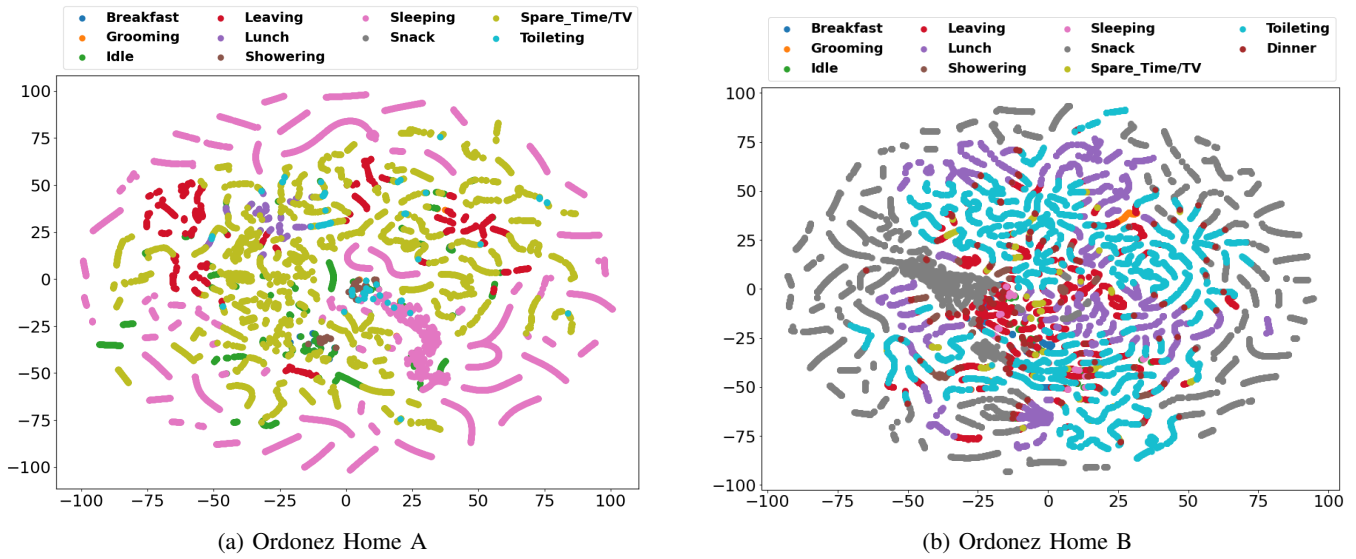 Breakfast Leaving Sleeping Spare_Time/TV
Grooming Lunch Snack Toileting
Idle Showering
100
75
50
25
0
−25
−50
−75
−100
−100 −75 −50 −25 0 25 50 75 100
(a) Ordonez Home A
Breakfast Leaving Sleeping Toileting
Grooming Lunch Snack Dinner
Idle Showering Spare_Time/TV
100
75
50
25
0
−25
−50
−75
−100
−100 −75 −50 −25 0 25 50 75 100
(b) Ordonez Home B